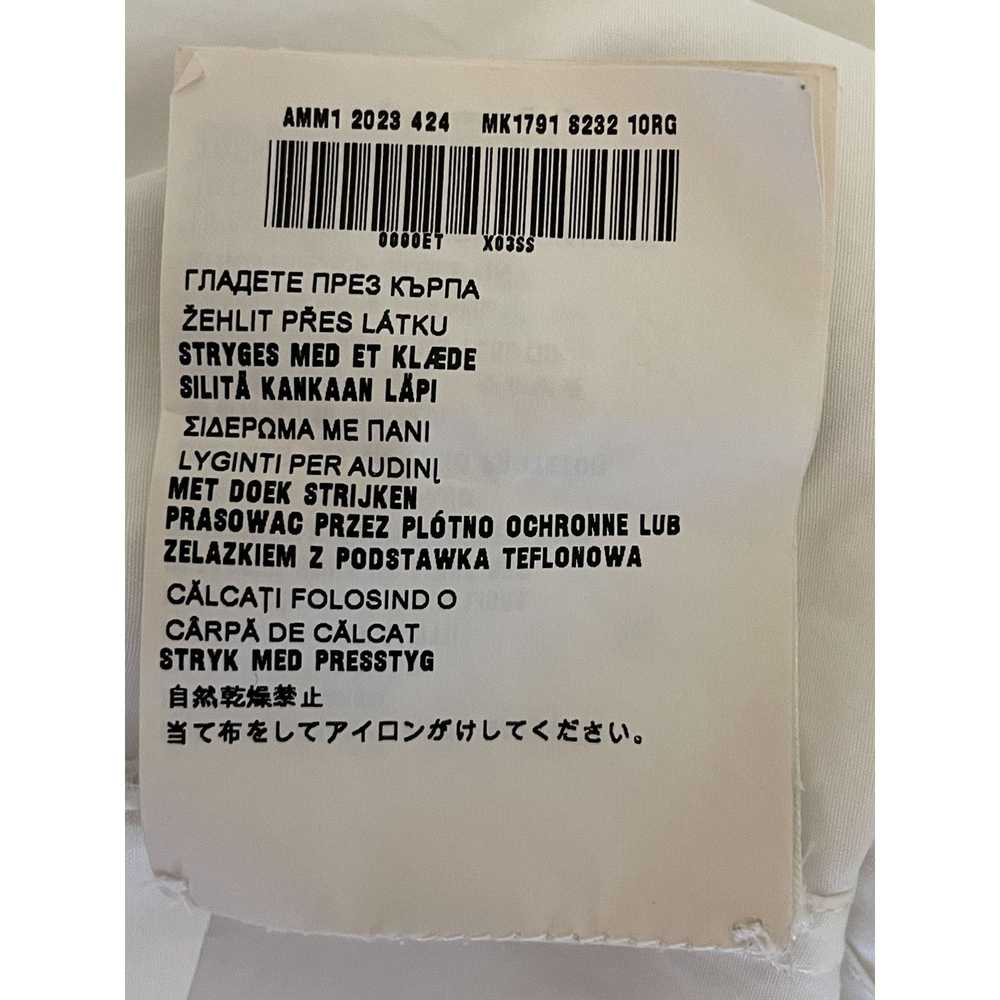 AMM1 2023 424 MK1791 S232 10RG
0000ET X03SS
ГЛАДЕТЕ ПРЕЗ КЪРПА
ŽEHLIT PŘES LÁTKU
STRYGES MED ET KLÆDE
SILITÄ KANKAAN LÄPI
ΣΙΔΕΡΩΜΑ ΜΕ ΠΑΝΙ
LYGINTI PER AUDINĮ
MET DOEK STRIJKEN
PRASOWAC PRZEZ PLÓTNO OCHRONNE LUB
ZELAZKIEM Z PODSTAWKA TEFLONOWA
CĂLCAȚI FOLOSIND O
CÂRPĂ DE CĂLCAT
STRYK MED PRESSTYG
自然乾燥禁止
当て布をしてアイロンがけしてください。